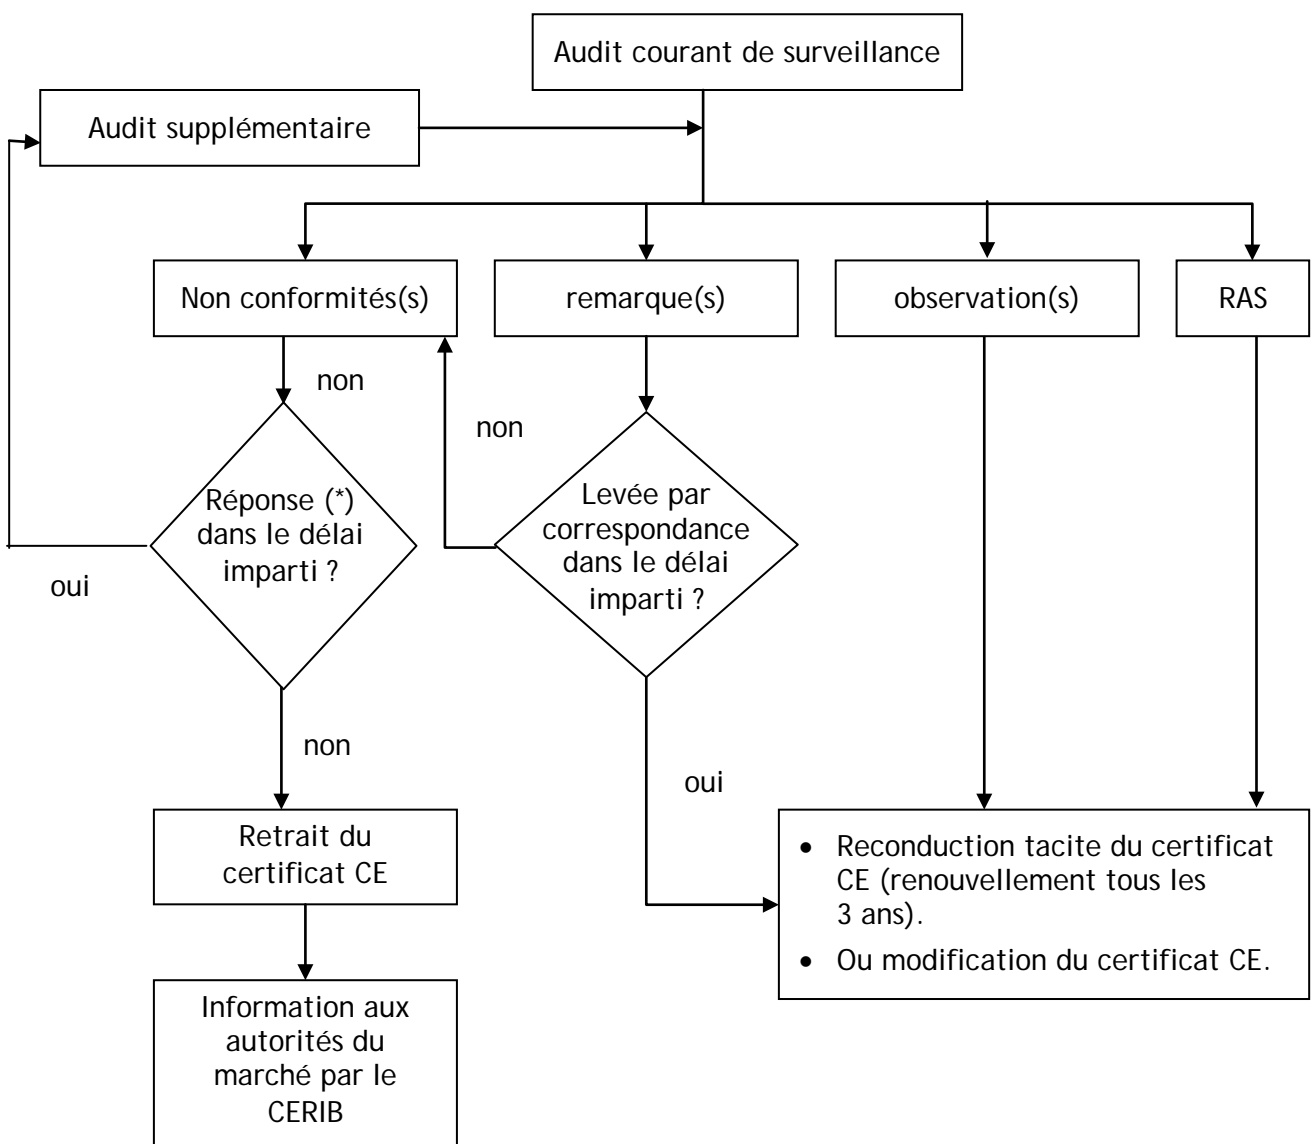 Audit courant de surveillance
Audit supplémentaire
Non conformités(s)
remarque(s)
observation(s)
RAS
non
non
Réponse (*)
dans le délai
imparti ?
Levée par
correspondance
dans le délai
imparti ?
oui
non
oui
Retrait du
certificat CE
• Reconduction tacite du certificat
CE (renouvellement tous les
3 ans).
• Ou modification du certificat CE.
Information aux
autorités du
marché par le
CERIB